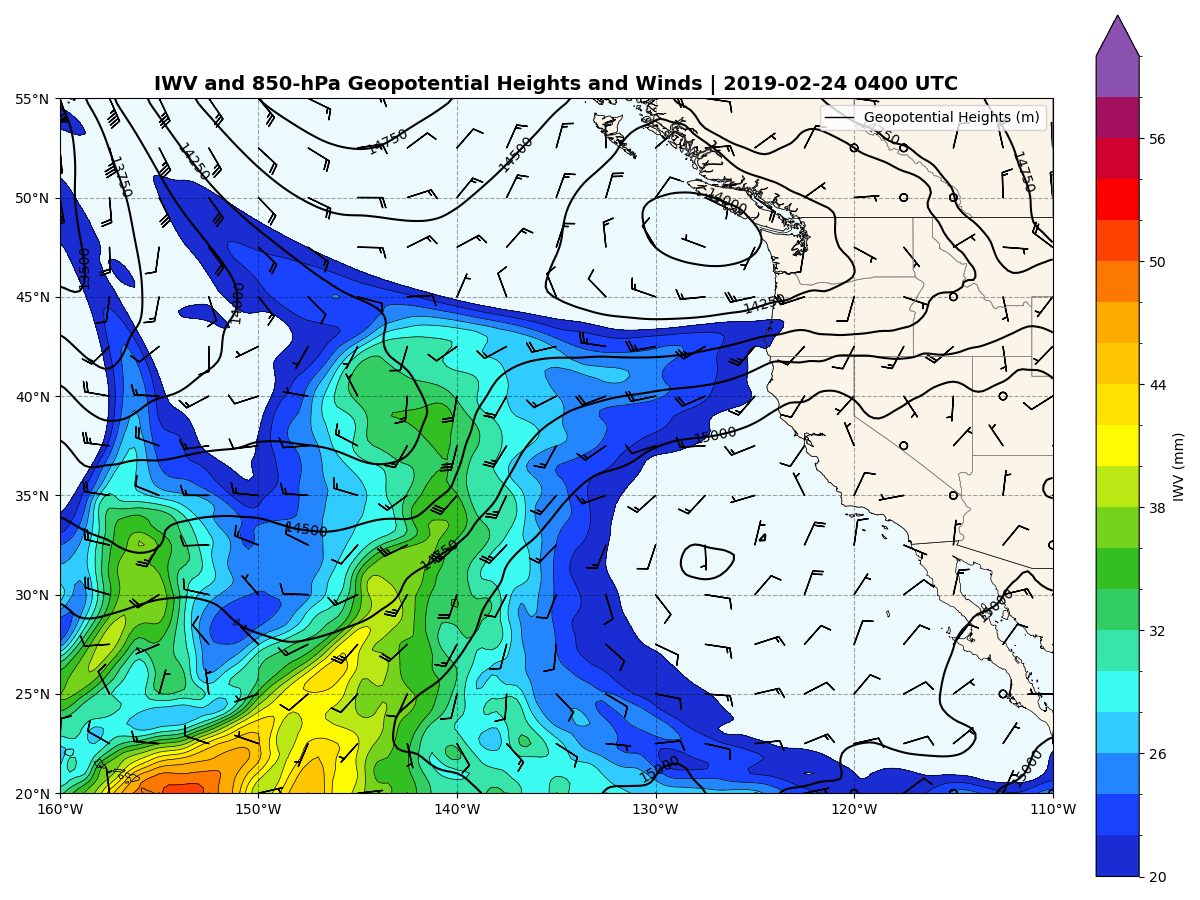 IWV and 850-hPa Geopotential Heights and Winds | 2019-02-24 0400 UTC
Geopotential Heights (m)
55°N
50°N
45°N
40°N
35°N
30°N
25°N
20°N
160°W
150°W
140°W
130°W
120°W
110°W
13500
13750
14250
14000
14750
14500
14000
14250
14750
15000
14500
14750
15000
15000
15000
56
50
44
38
32
26
20
IWV (mm)